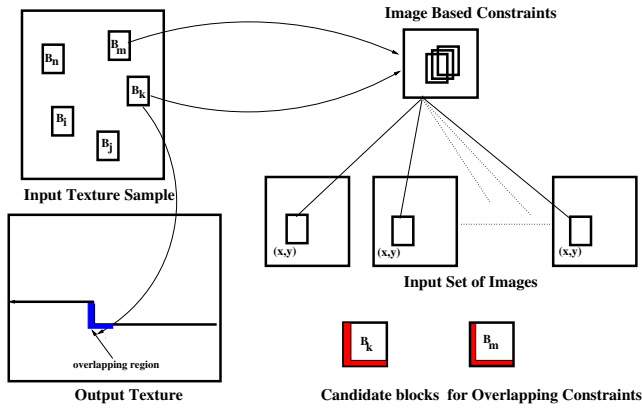 Image Based Constraints
Bn
Bm
Bk
Bi
Bj
Input Texture Sample
(x,y)
(x,y)
(x,y)
Input Set of Images
overlapping region
Output Texture
Bk
Bm
Candidate blocks for Overlapping Constraints